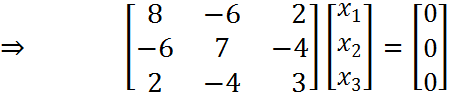 ⇒ [8 −6 2; −6 7 −4; 2 −4 3] [x₁; x₂; x₃] = [0; 0; 0]